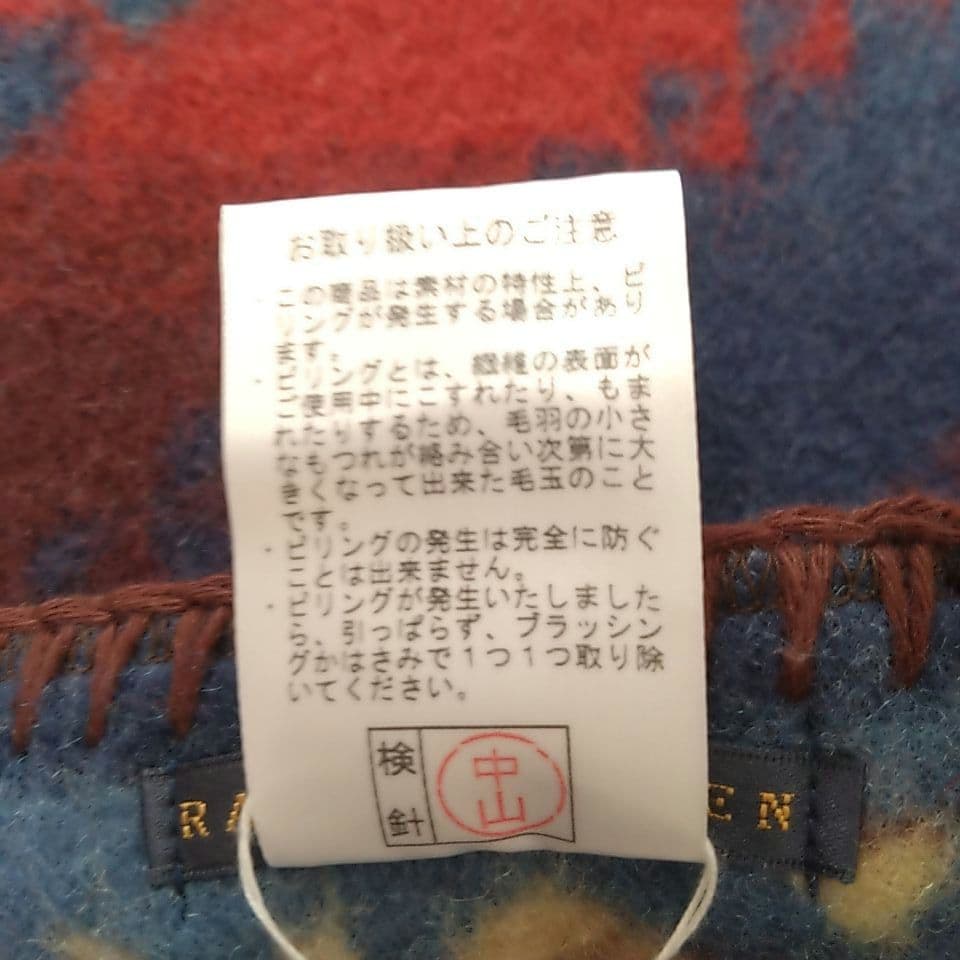 お取り扱い上のご注意
・この商品は素材の特性上、ピ
リングが発生する場合があり
ます。
・ピリングとは、繊維の表面が
ご使用中にこすれたり、もま
れたりするため、毛羽の小さ
なもつれが絡み合い次第に大
きくなって出来た毛玉のこと
です。
・ピリングの発生は完全に防ぐ
ことは出来ません。
・ピリングが発生いたしました
ら、引っぱらず、ブラッシン
グかはさみで1つ1つ取り除
いてください。
検針
中山